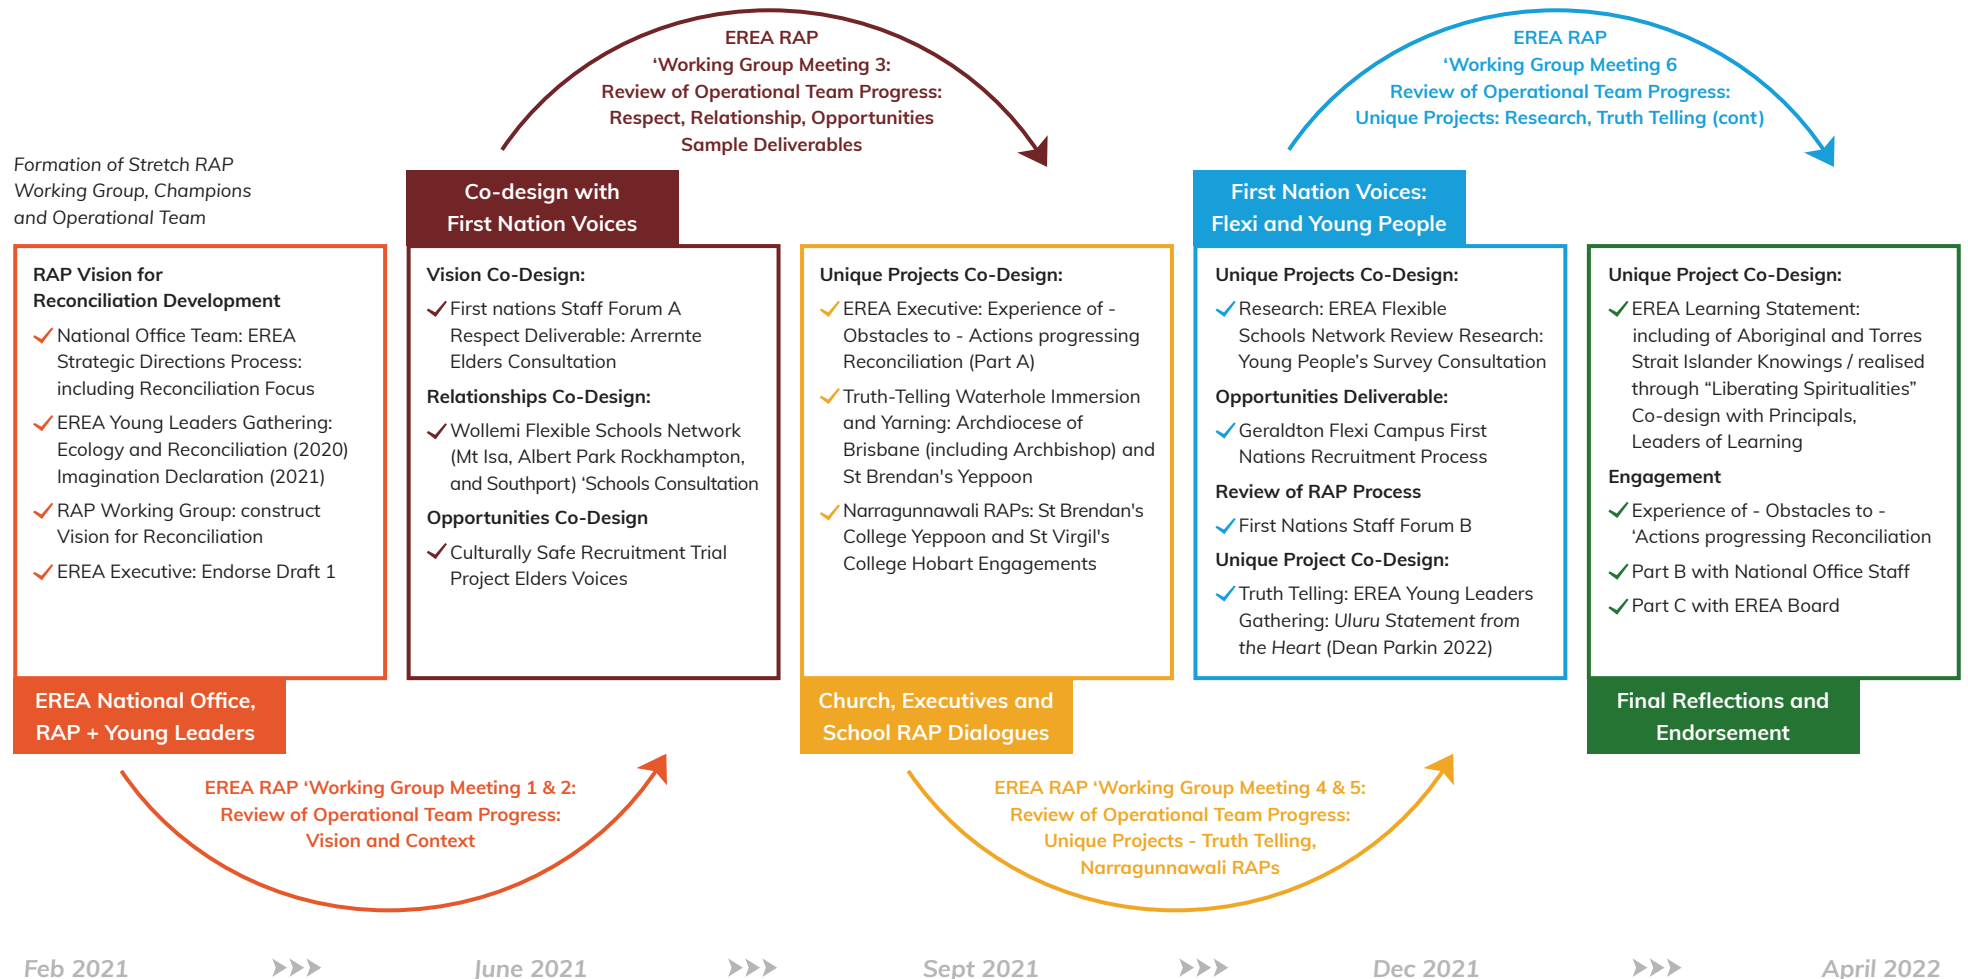 EREA RAP
‘Working Group Meeting 3:
Review of Operational Team Progress:
Respect, Relationship, Opportunities
Sample Deliverables
EREA RAP
‘Working Group Meeting 6
Review of Operational Team Progress:
Unique Projects: Research, Truth Telling (cont)
Formation of Stretch RAP
Working Group, Champions
and Operational Team
RAP Vision for
Reconciliation Development
National Office Team: EREA
Strategic Directions Process:
including Reconciliation Focus
EREA Young Leaders Gathering:
Ecology and Reconciliation (2020)
Imagination Declaration (2021)
RAP Working Group: construct
Vision for Reconciliation
EREA Executive: Endorse Draft 1
EREA National Office,
RAP + Young Leaders
Co-design with
First Nation Voices
Vision Co-Design:
First nations Staff Forum A
Respect Deliverable: Arrernte
Elders Consultation
Relationships Co-Design:
Wollemi Flexible Schools Network
(Mt Isa, Albert Park Rockhampton,
and Southport) ‘Schools Consultation
Opportunities Co-Design
Culturally Safe Recruitment Trial
Project Elders Voices
Unique Projects Co-Design:
EREA Executive: Experience of -
Obstacles to - Actions progressing
Reconciliation (Part A)
Truth-Telling Waterhole Immersion
and Yarning: Archdiocese of
Brisbane (including Archbishop) and
St Brendan's Yeppoon
Narragunnawali RAPs: St Brendan's
College Yeppoon and St Virgil's
College Hobart Engagements
Church, Executives and
School RAP Dialogues
First Nation Voices:
Flexi and Young People
Unique Projects Co-Design:
Research: EREA Flexible
Schools Network Review Research:
Young People’s Survey Consultation
Opportunities Deliverable:
Geraldton Flexi Campus First
Nations Recruitment Process
Review of RAP Process
First Nations Staff Forum B
Unique Project Co-Design:
Truth Telling: EREA Young Leaders
Gathering: Uluru Statement from
the Heart (Dean Parkin 2022)
Unique Project Co-Design:
EREA Learning Statement:
including of Aboriginal and Torres
Strait Islander Knowings / realised
through “Liberating Spiritualities”
Co-design with Principals,
Leaders of Learning
Engagement
Experience of - Obstacles to -
‘Actions progressing Reconciliation
Part B with National Office Staff
Part C with EREA Board
Final Reflections and
Endorsement
EREA RAP ‘Working Group Meeting 1 & 2:
Review of Operational Team Progress:
Vision and Context
EREA RAP ‘Working Group Meeting 4 & 5:
Review of Operational Team Progress:
Unique Projects - Truth Telling,
Narragunnawali RAPs
Feb 2021
June 2021
Sept 2021
Dec 2021
April 2022